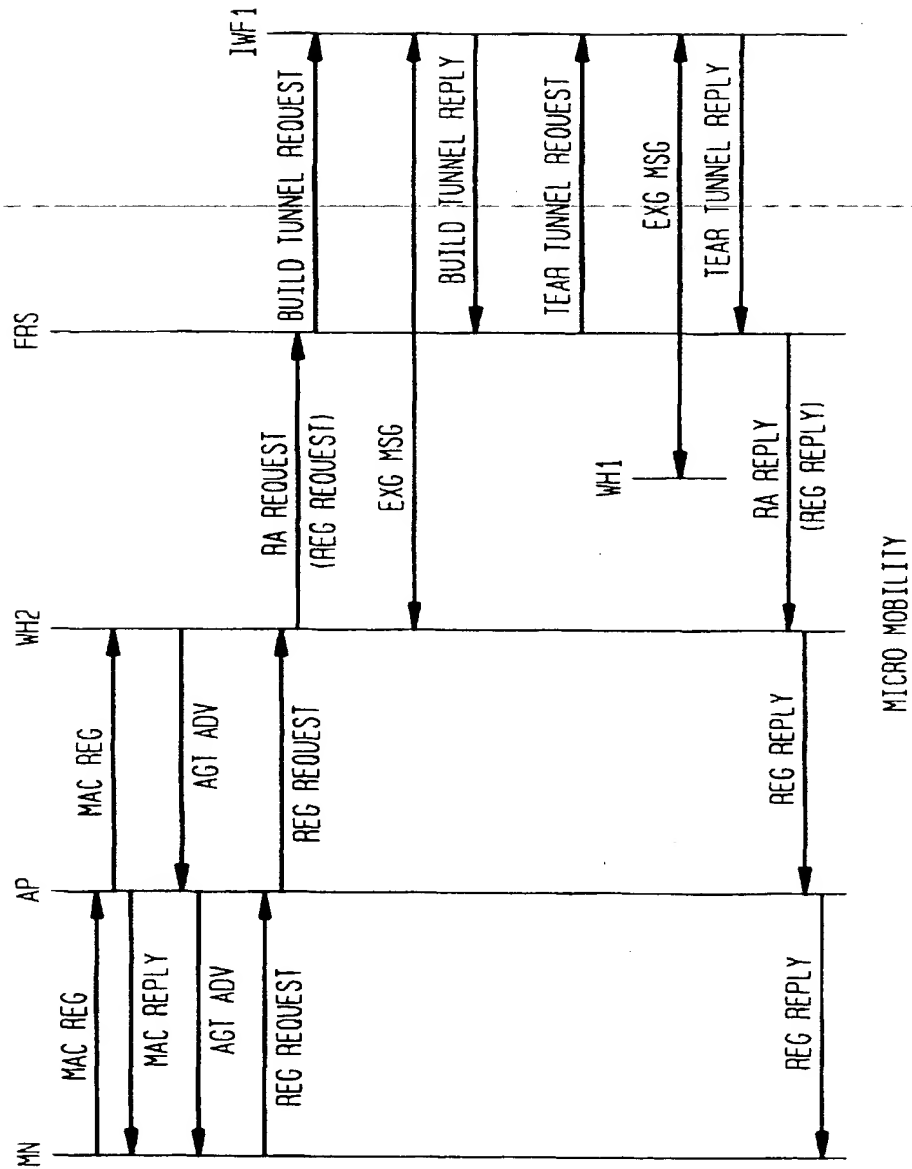 MN
AP
WH2
FRS
IWF1
MAC REG
MAC REG
MAC REPLY
AGT ADV
AGT ADV
REG REQUEST
REG REQUEST
RA REQUEST
(REG REQUEST)
BUILD TUNNEL REQUEST
EXG MSG
BUILD TUNNEL REPLY
TEAR TUNNEL REQUEST
WH1
EXG MSG
TEAR TUNNEL REPLY
RA REPLY
(REG REPLY)
REG REPLY
REG REPLY
MICRO MOBILITY